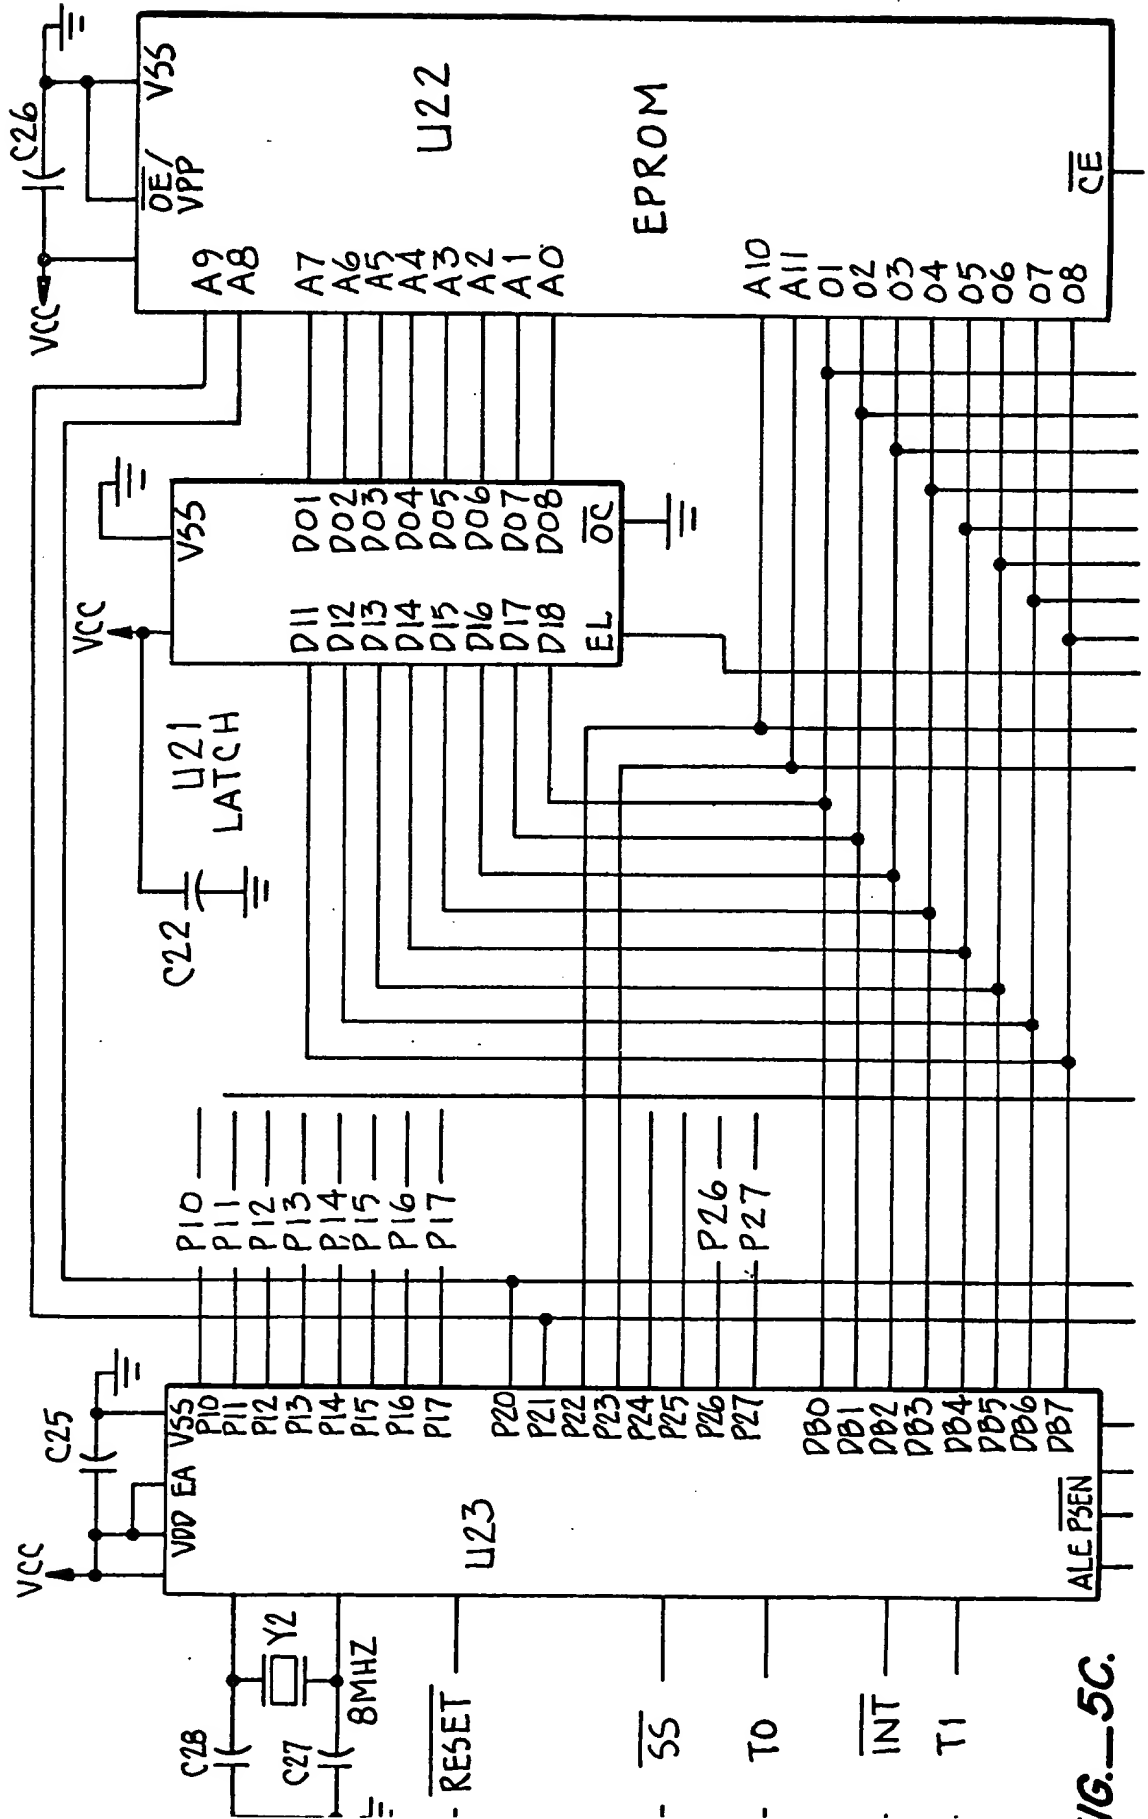 C26
VCC
VSS
OE/
VPP
U22
EPROM
CE
A9
A8
A7
A6
A5
A4
A3
A2
A1
A0
A10
A11
O1
O2
O3
O4
O5
O6
O7
O8
VCC
VSS
DO1
DO2
DO3
DO4
DO5
DO6
DO7
DO8
OC
DI1
DI2
DI3
DI4
DI5
DI6
DI7
DI8
EL
U21
LATCH
C22
P10
P11
P12
P13
P14
P15
P16
P17
P26
P27
C25
VCC
VDD EA VSS
P10
P11
P12
P13
P14
P15
P16
P17
P20
P21
P22
P23
P24
P25
P26
P27
DB0
DB1
DB2
DB3
DB4
DB5
DB6
DB7
U23
ALE PSEN
Y2
8MHZ
C28
C27
RESET
SS
T0
INT
T1
IG._5C.